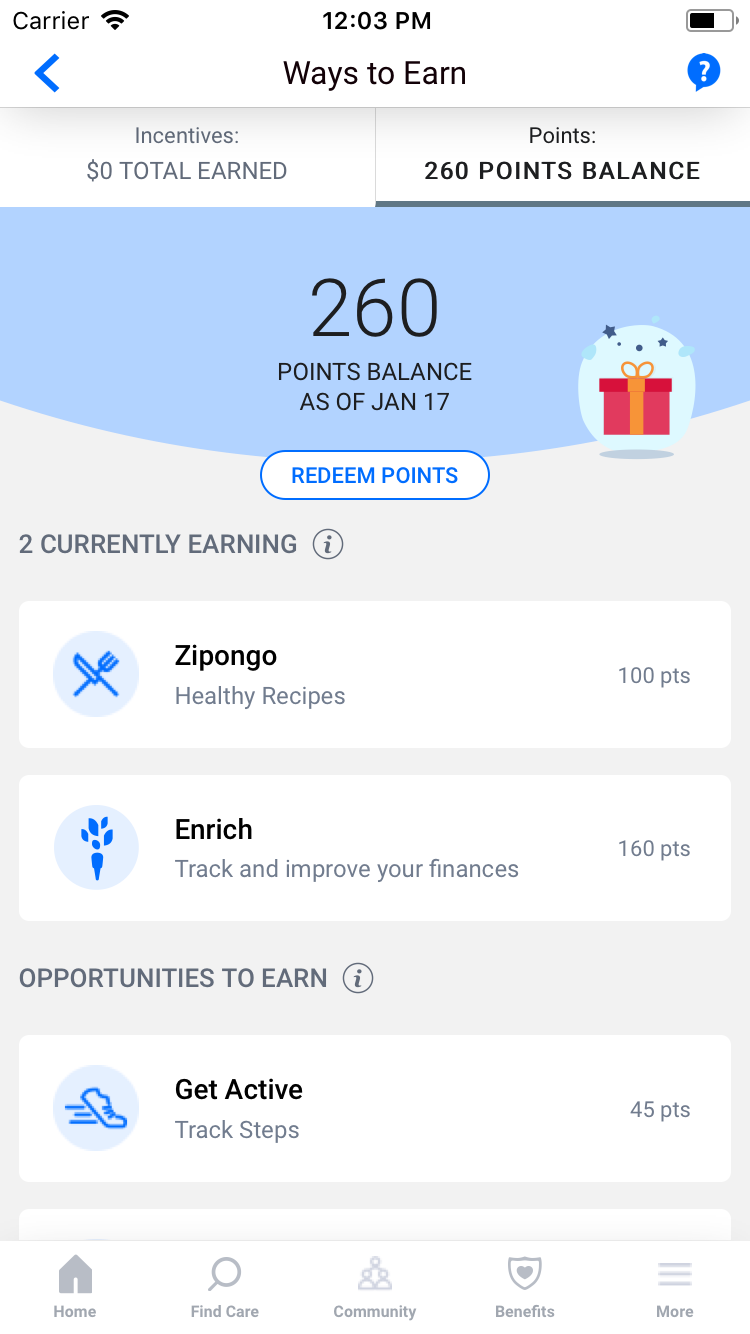 Carrier 12:03 PM
Ways to Earn ?
Incentives: Points:
$0 TOTAL EARNED 260 POINTS BALANCE
260
POINTS BALANCE
AS OF JAN 17
REDEEM POINTS
2 CURRENTLY EARNING i
Zipongo
Healthy Recipes 100 pts
Enrich
Track and improve your finances 160 pts
OPPORTUNITIES TO EARN i
Get Active
Track Steps 45 pts
Home Find Care Community Benefits More